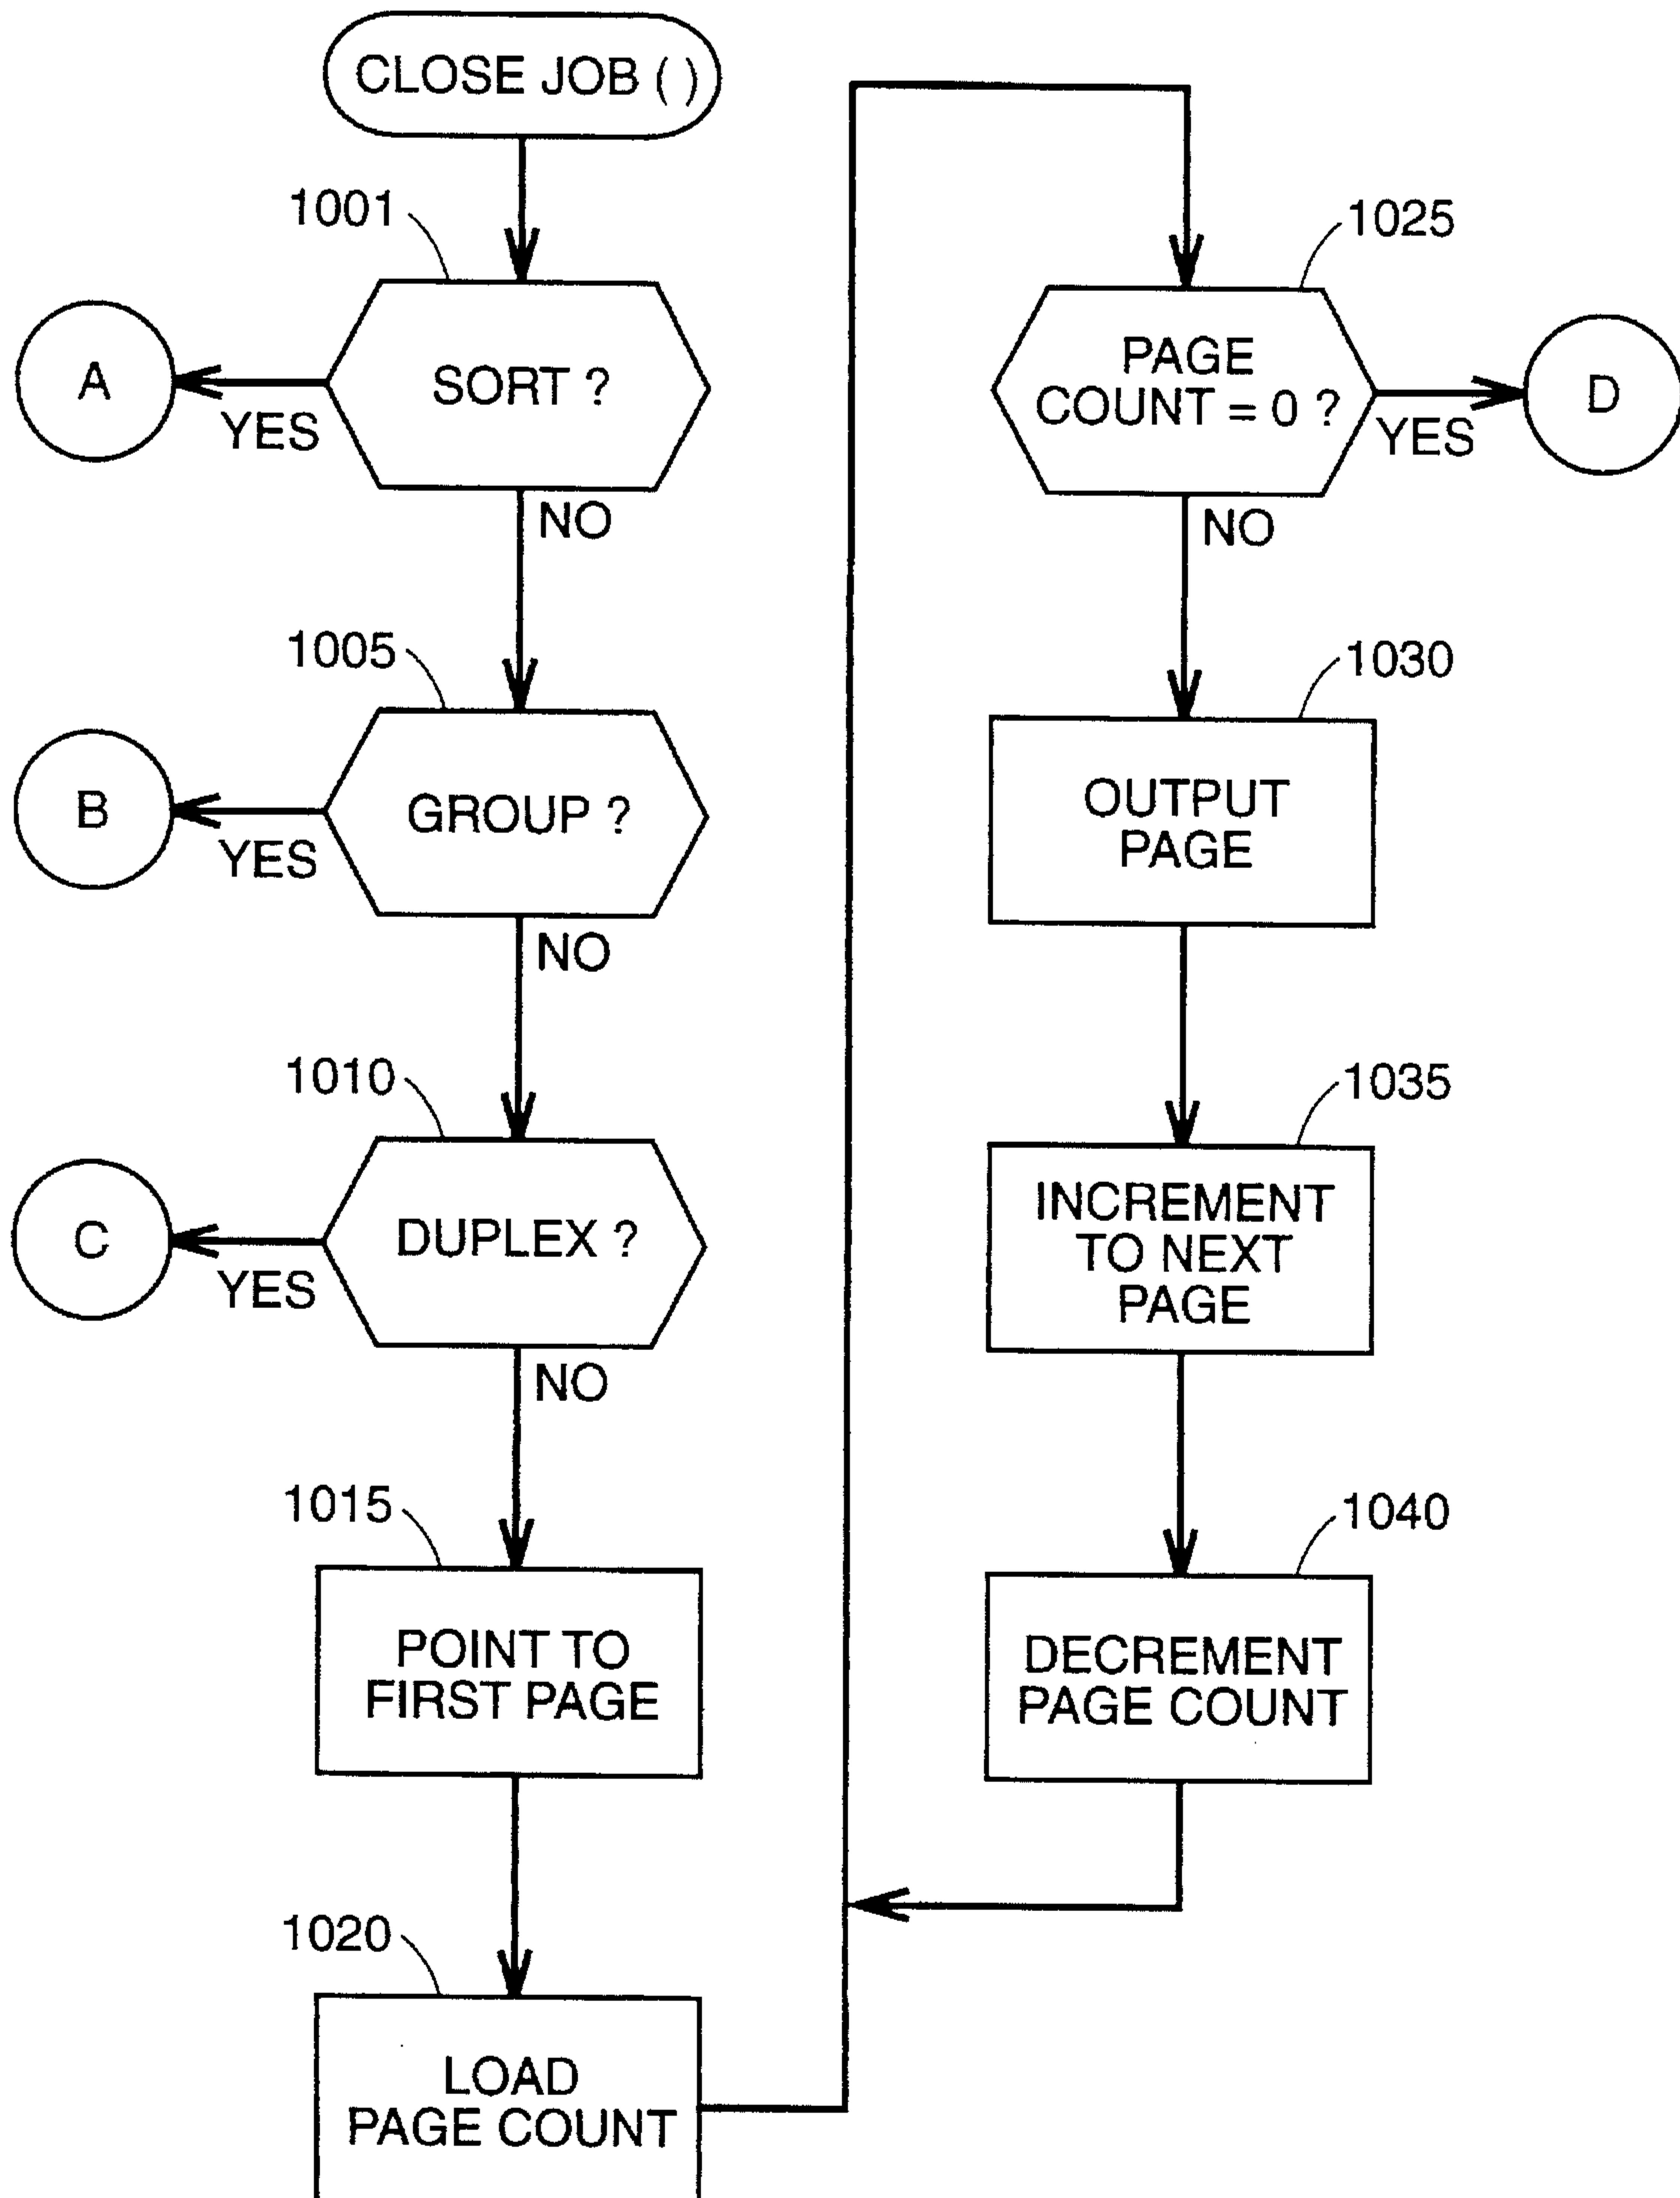 CLOSE JOB ( )
1001
SORT ?
A
YES
NO
1005
GROUP ?
B
YES
NO
1010
DUPLEX ?
C
YES
NO
1015
POINT TO
FIRST PAGE
1020
LOAD
PAGE COUNT
1025
PAGE
COUNT = 0 ?
D
YES
NO
1030
OUTPUT
PAGE
1035
INCREMENT
TO NEXT
PAGE
1040
DECREMENT
PAGE COUNT